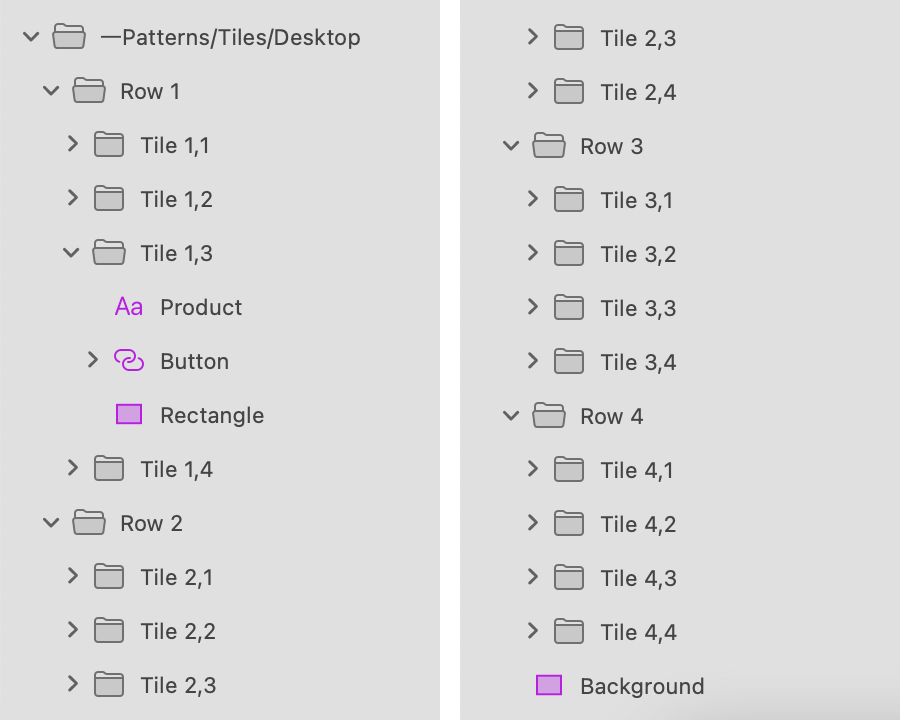 —Patterns/Tiles/Desktop
Row 1
Tile 1,1
Tile 1,2
Tile 1,3
Aa Product
Button
Rectangle
Tile 1,4
Row 2
Tile 2,1
Tile 2,2
Tile 2,3
Tile 2,3
Tile 2,4
Row 3
Tile 3,1
Tile 3,2
Tile 3,3
Tile 3,4
Row 4
Tile 4,1
Tile 4,2
Tile 4,3
Tile 4,4
Background